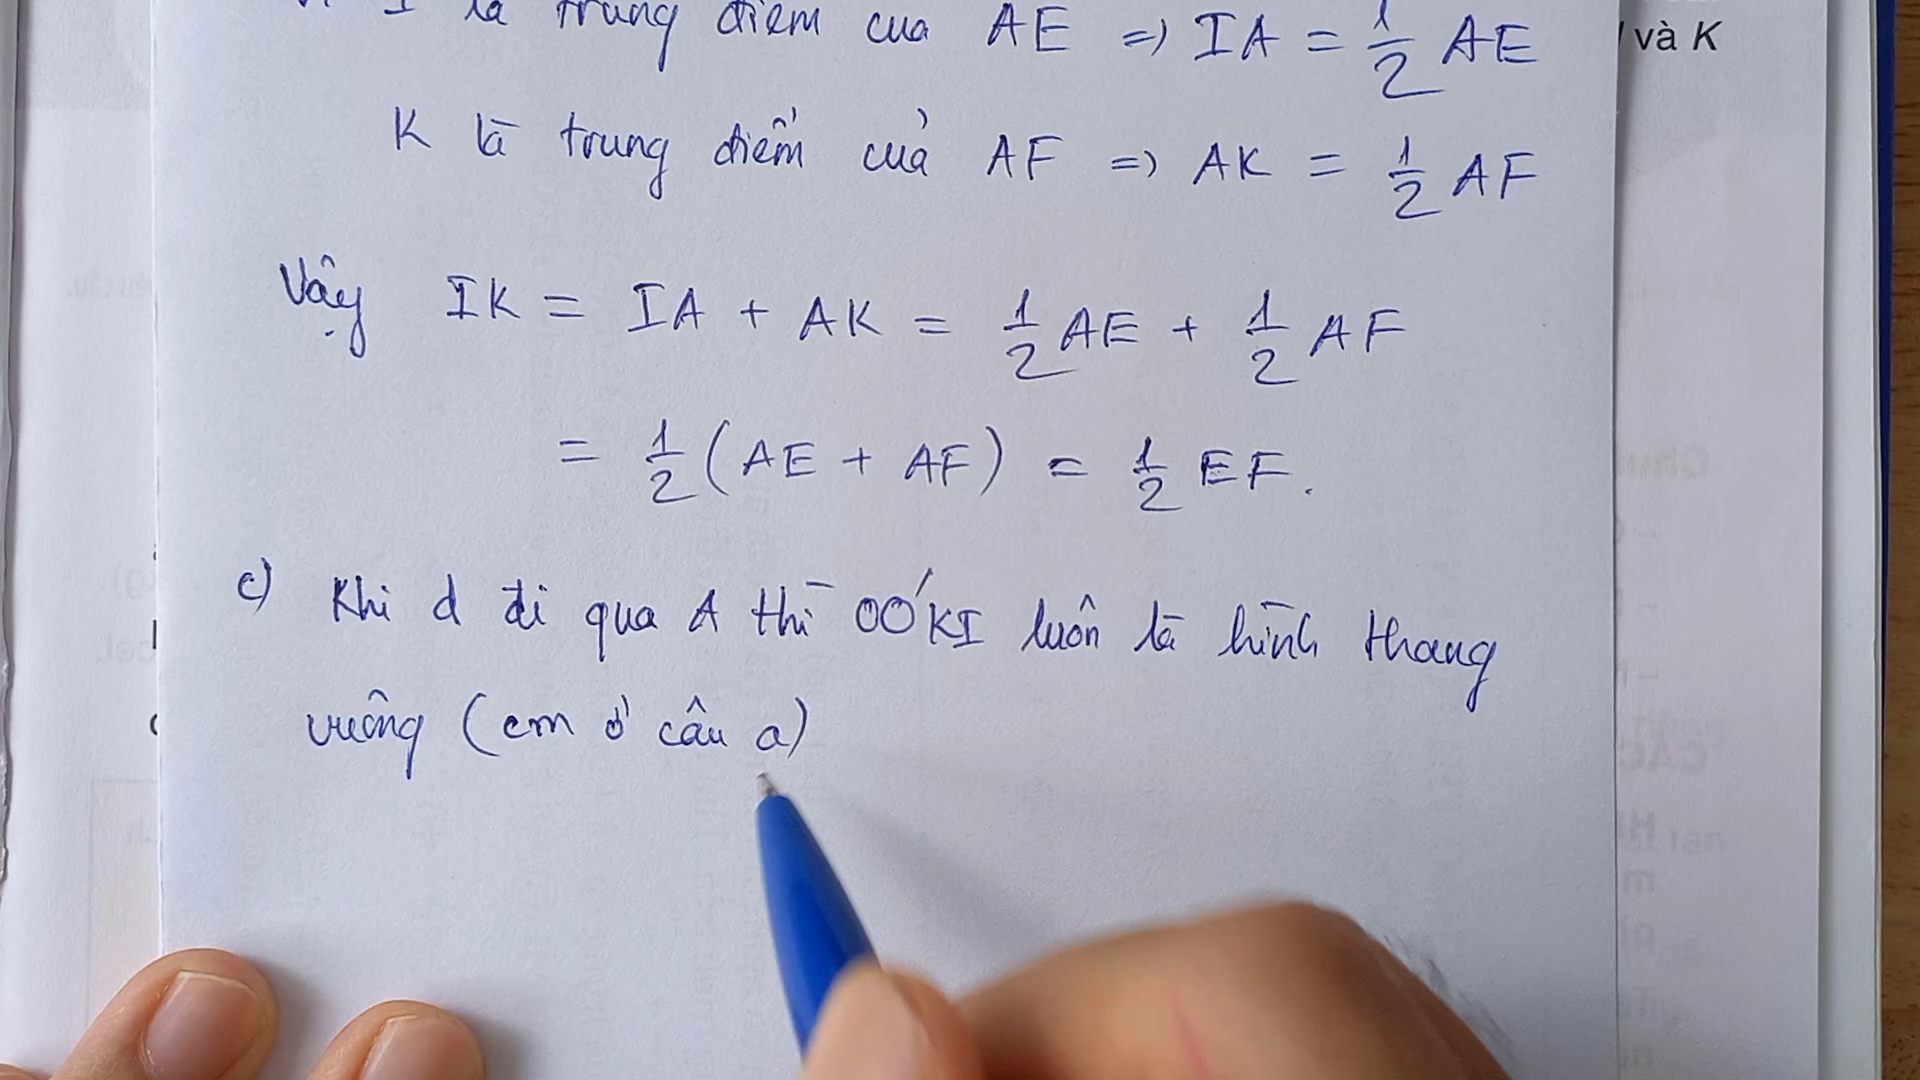 I là trung điểm của AE => IA = 1/2 AE
và K
K là trung điểm của AF => AK = 1/2 AF
Vậy IK = IA + AK = 1/2 AE + 1/2 AF
= 1/2 (AE + AF) = 1/2 EF.
c) Khi d đi qua A thì OO'KI luôn là hình thang
vuông (cm ở câu a)